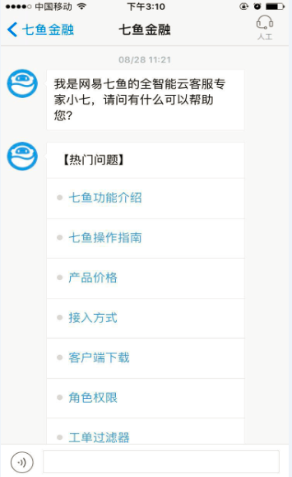 中国移动 下午3:10
七鱼金融 七鱼金融 人工
08/28 11:21
我是网易七鱼的全智能云客服专
家小七，请问有什么可以帮助
您?
【热门问题】
七鱼功能介绍
七鱼操作指南
产品价格
接入方式
客户端下载
角色权限
工单过滤器